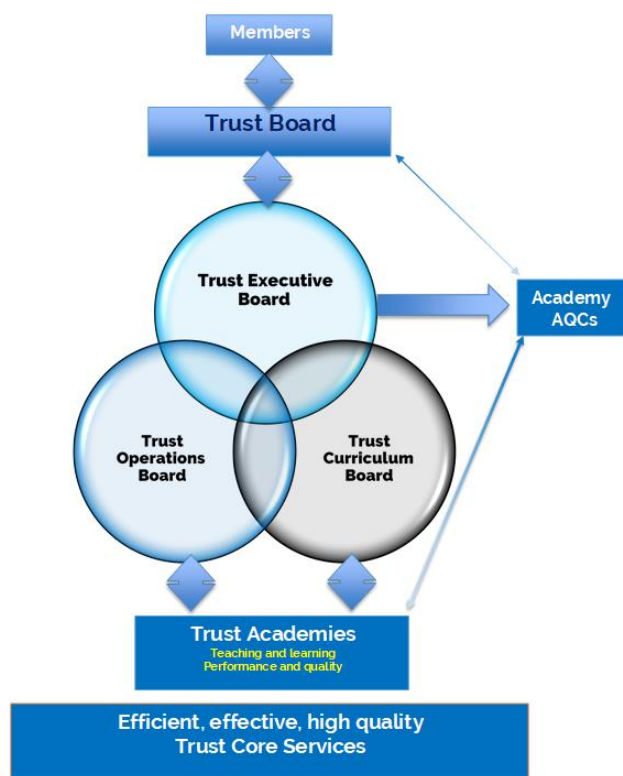 Members
Trust Board
Trust Executive
Board
Academy
AQCs
Trust
Operations
Board
Trust
Curriculum
Board
Trust Academies
Teaching and learning
Performance and quality
Efficient, effective, high quality
Trust Core Services